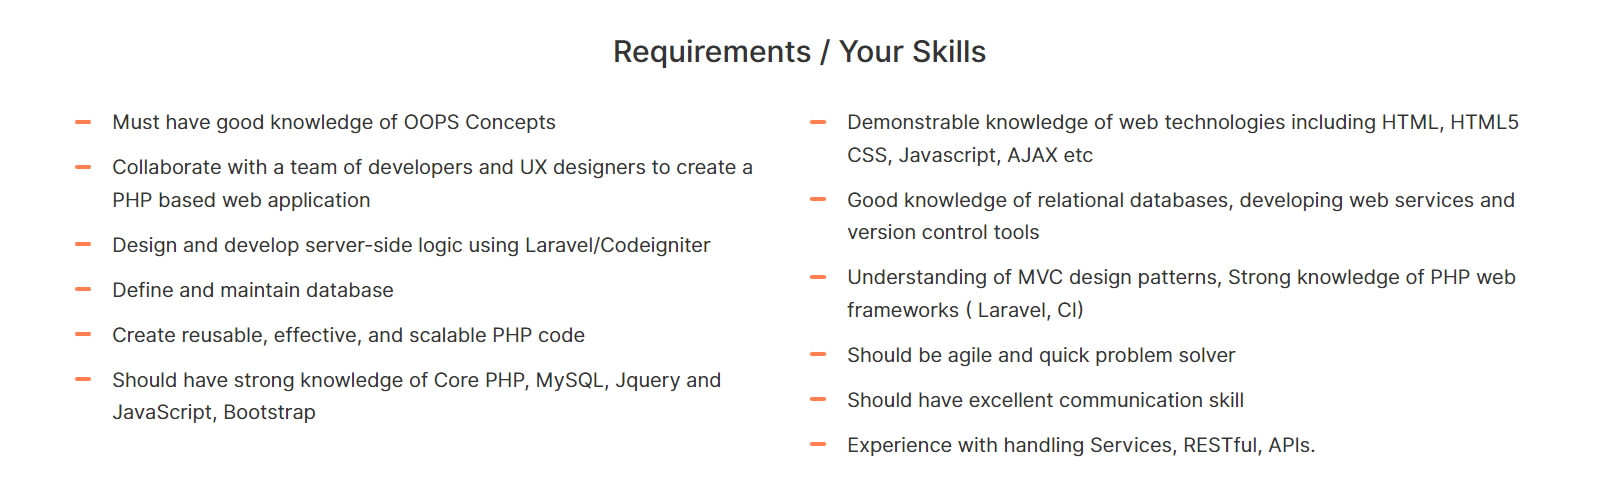 Requirements / Your Skills
Must have good knowledge of OOPS Concepts
Collaborate with a team of developers and UX designers to create a
PHP based web application
Design and develop server-side logic using Laravel/Codeigniter
Define and maintain database
Create reusable, effective, and scalable PHP code
Should have strong knowledge of Core PHP, MySQL, Jquery and
JavaScript, Bootstrap
Demonstrable knowledge of web technologies including HTML, HTML5
CSS, Javascript, AJAX etc
Good knowledge of relational databases, developing web services and
version control tools
Understanding of MVC design patterns, Strong knowledge of PHP web
frameworks ( Laravel, CI)
Should be agile and quick problem solver
Should have excellent communication skill
Experience with handling Services, RESTful, APIs.